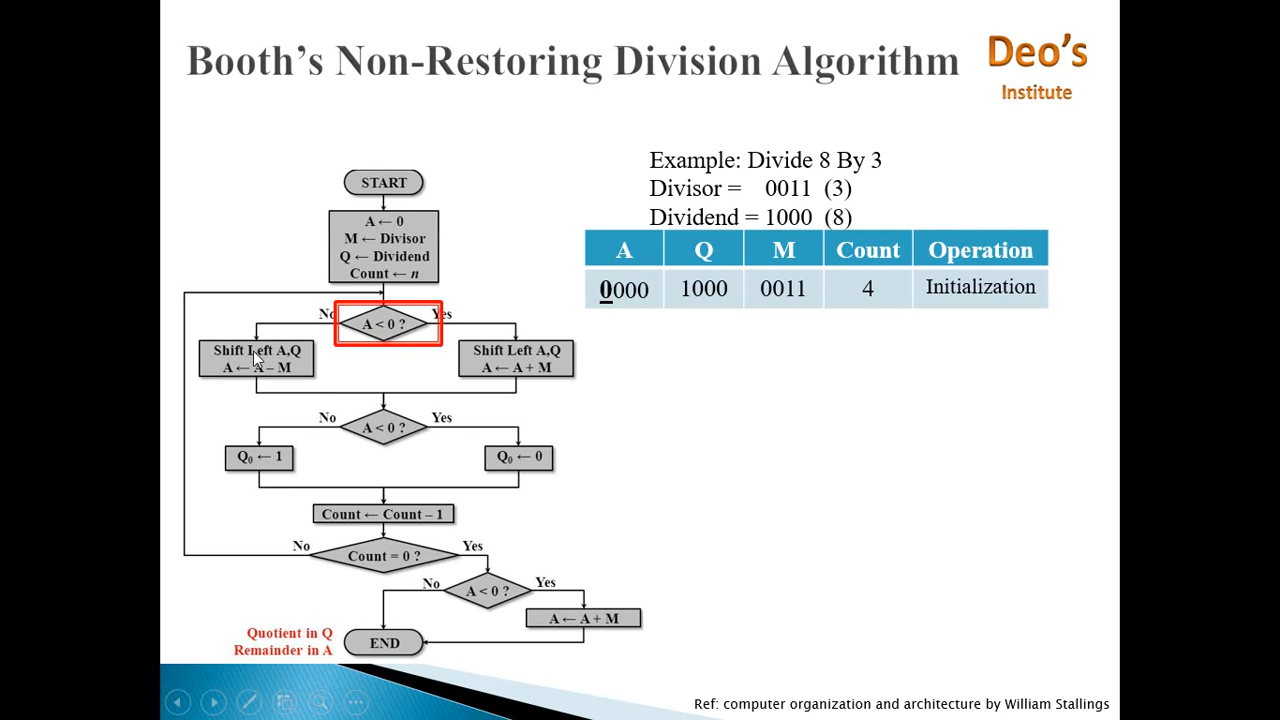 Booth's Non-Restoring Division Algorithm
Deo's
Institute
Example: Divide 8 By 3
Divisor = 0011 (3)
Dividend = 1000 (8)
A Q M Count Operation
0000 1000 0011 4 Initialization
START
A ← 0
M ← Divisor
Q ← Dividend
Count ← n
No A < 0 ? Yes
Shift Left A,Q
A ← A – M
Shift Left A,Q
A ← A + M
No A < 0 ? Yes
Q₀ ← 1
Q₀ ← 0
Count ← Count – 1
No Count = 0 ? Yes
No A < 0 ? Yes
A ← A + M
END
Quotient in Q
Remainder in A
Ref: computer organization and architecture by William Stallings